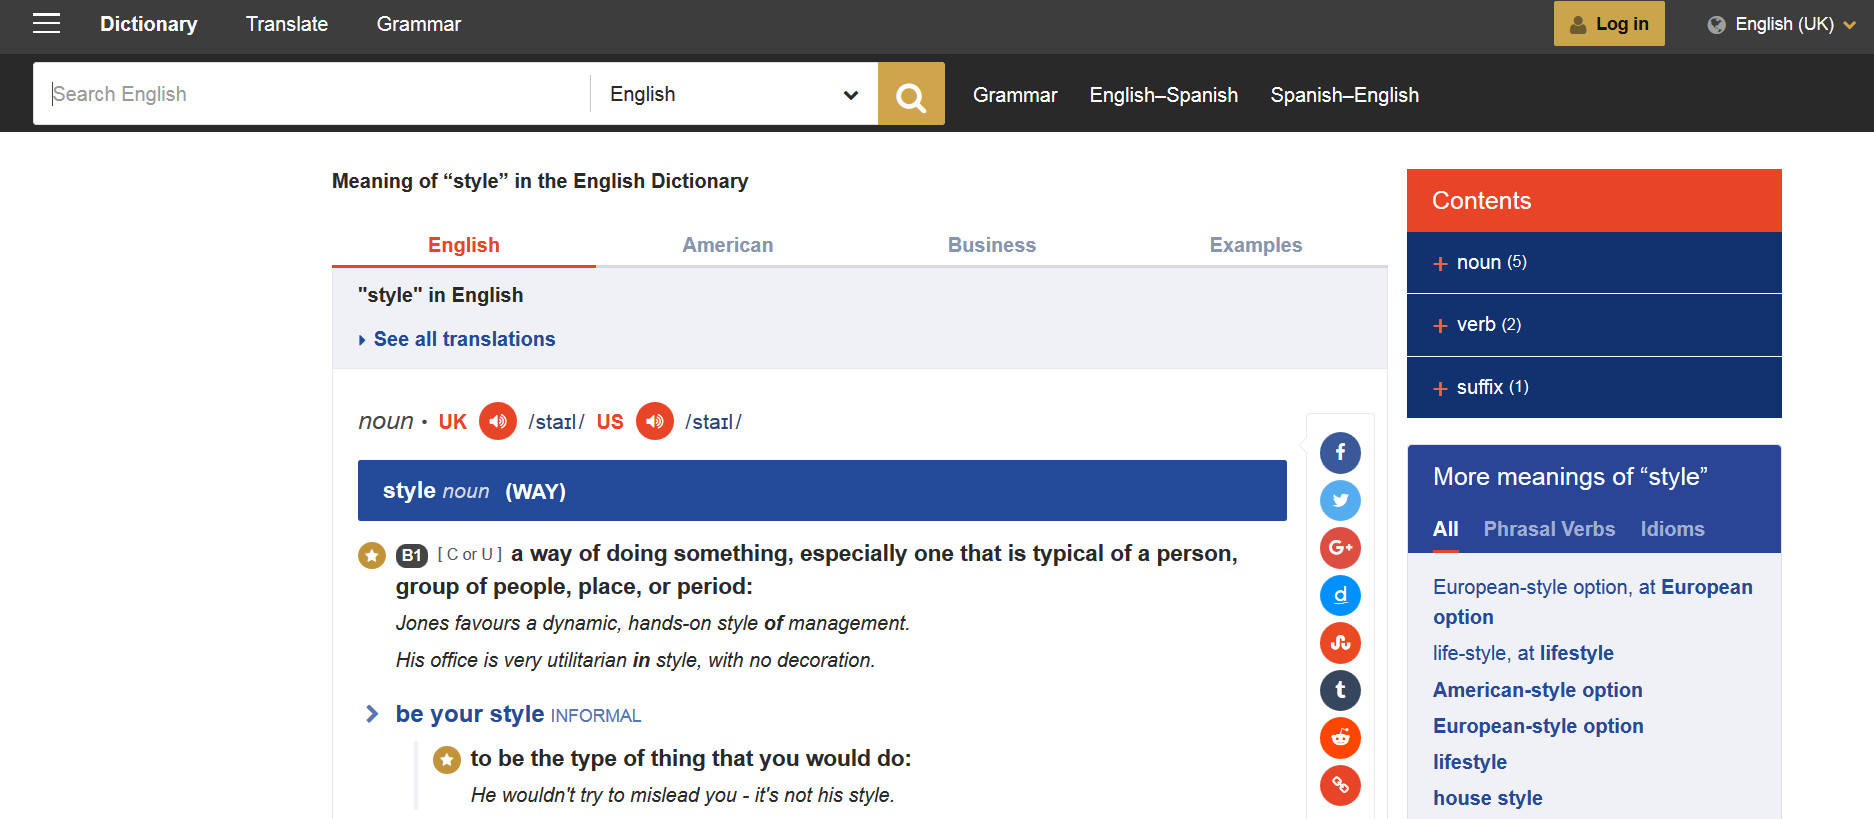 Dictionary Translate Grammar Log in English (UK)
Search English English Grammar English–Spanish Spanish–English
Meaning of “style” in the English Dictionary
English American Business Examples
"style" in English
See all translations
noun • UK /staɪl/ US /staɪl/
style noun (WAY)
B1 [ C or U ] a way of doing something, especially one that is typical of a person,
group of people, place, or period:
Jones favours a dynamic, hands-on style of management.
His office is very utilitarian in style, with no decoration.
be your style INFORMAL
to be the type of thing that you would do:
He wouldn't try to mislead you - it's not his style.
f
G+
d
t
Contents
+ noun (5)
+ verb (2)
+ suffix (1)
More meanings of “style”
All Phrasal Verbs Idioms
European-style option, at European
option
life-style, at lifestyle
American-style option
European-style option
lifestyle
house style